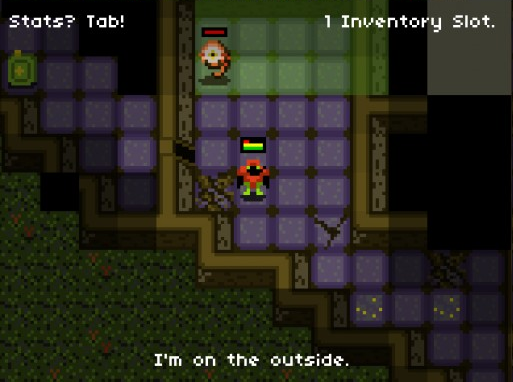 Stats? Tab!
1 Inventory Slot.
I'm on the outside.